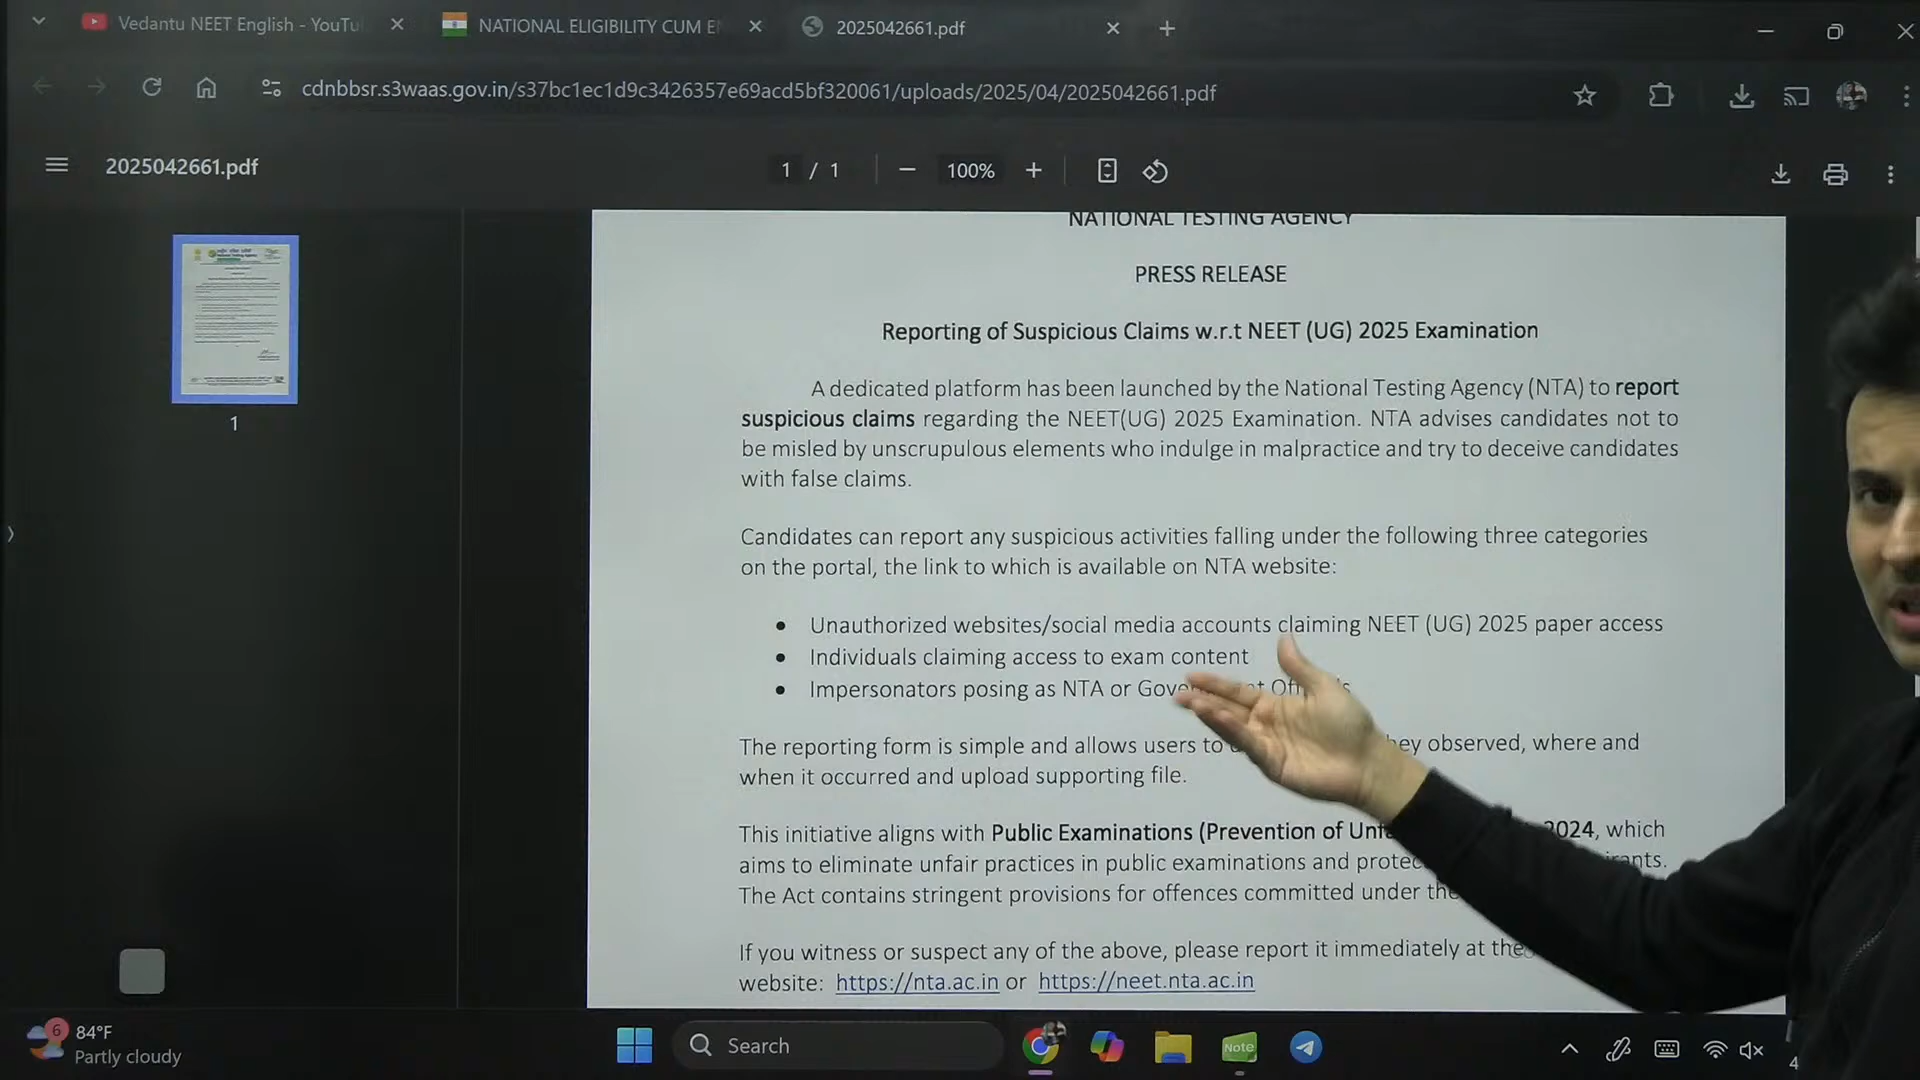 Vedantu NEET English - YouTu
NATIONAL ELIGIBILITY CUM E
2025042661.pdf
cdnbbsr.s3waas.gov.in/s37bc1ec1d9c3426357e69acd5bf320061/uploads/2025/04/2025042661.pdf
2025042661.pdf
1 / 1
100%
1
NATIONAL TESTING AGENCY
PRESS RELEASE
Reporting of Suspicious Claims w.r.t NEET (UG) 2025 Examination
A dedicated platform has been launched by the National Testing Agency (NTA) to report
suspicious claims regarding the NEET(UG) 2025 Examination. NTA advises candidates not to
be misled by unscrupulous elements who indulge in malpractice and try to deceive candidates
with false claims.
Candidates can report any suspicious activities falling under the following three categories
on the portal, the link to which is available on NTA website:
• Unauthorized websites/social media accounts claiming NEET (UG) 2025 paper access
• Individuals claiming access to exam content
• Impersonators posing as NTA or
The reporting form is simple and allows users to observed, where and
when it occurred and upload supporting file.
This initiative aligns with Public Examinations (Prevention of 2024, which
aims to eliminate unfair practices in public examinations and
The Act contains stringent provisions for offences committed under the
If you witness or suspect any of the above, please report it immediately at
website: https://nta.ac.in or https://neet.nta.ac.in
6
84°F
Partly cloudy
Search
Note
4